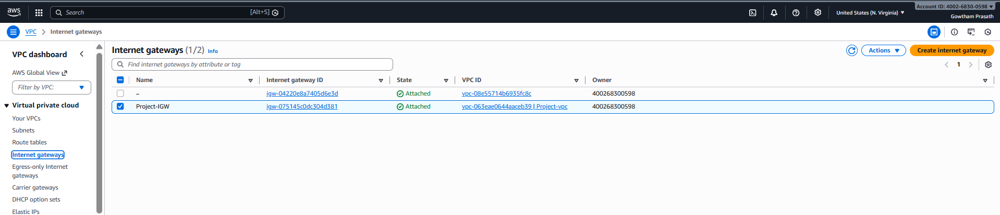 aws
Search [Alt+S]
United States (N. Virginia)
Account ID: 4002-6830-0598
Gowtham Prasath
VPC > Internet gateways
VPC dashboard
AWS Global View
Filter by VPC:
Virtual private cloud
Your VPCs
Subnets
Route tables
Internet gateways
Egress-only Internet
gateways
Carrier gateways
DHCP option sets
Elastic IPs
Internet gateways (1/2) Info
Actions
Create internet gateway
Find internet gateways by attribute or tag
1
Name Internet gateway ID State VPC ID Owner
– igw-04220e8a7405d6e3d Attached vpc-08e55714b6935fc8c 400268300598
Project-IGW igw-075145c0dc304d381 Attached vpc-063eae0644aaceb39 | Project-vpc 400268300598